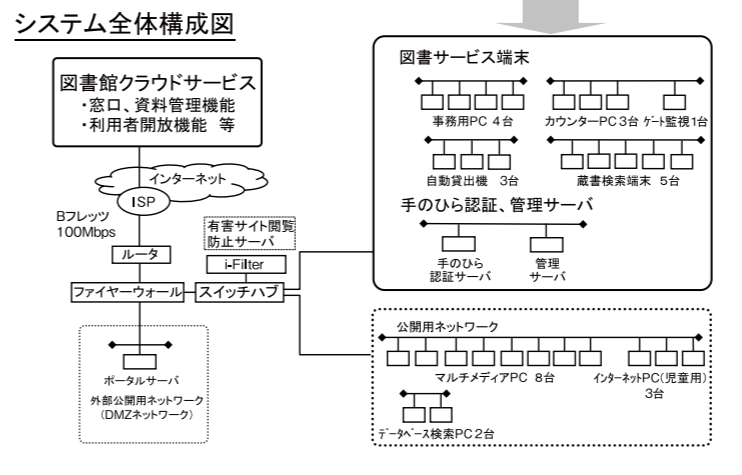 システム全体構成図
図書館クラウドサービス
・窓口、資料管理機能
・利用者開放機能 等
インターネット
ISP
Bフレッツ
100Mbps
ルータ
有害サイト閲覧
防止サーバ
i-Filter
ファイヤーウォール
スイッチハブ
ポータルサーバ
外部公開用ネットワーク
(DMZネットワーク)
図書サービス端末
事務用PC 4台
カウンターPC3台
ゲート監視1台
自動貸出機 3台
蔵書検索端末 5台
手のひら認証、管理サーバ
手のひら
認証サーバ
管理
サーバ
公開用ネットワーク
マルチメディアPC 8台
インターネットPC(児童用)
3台
データベース検索PC2台